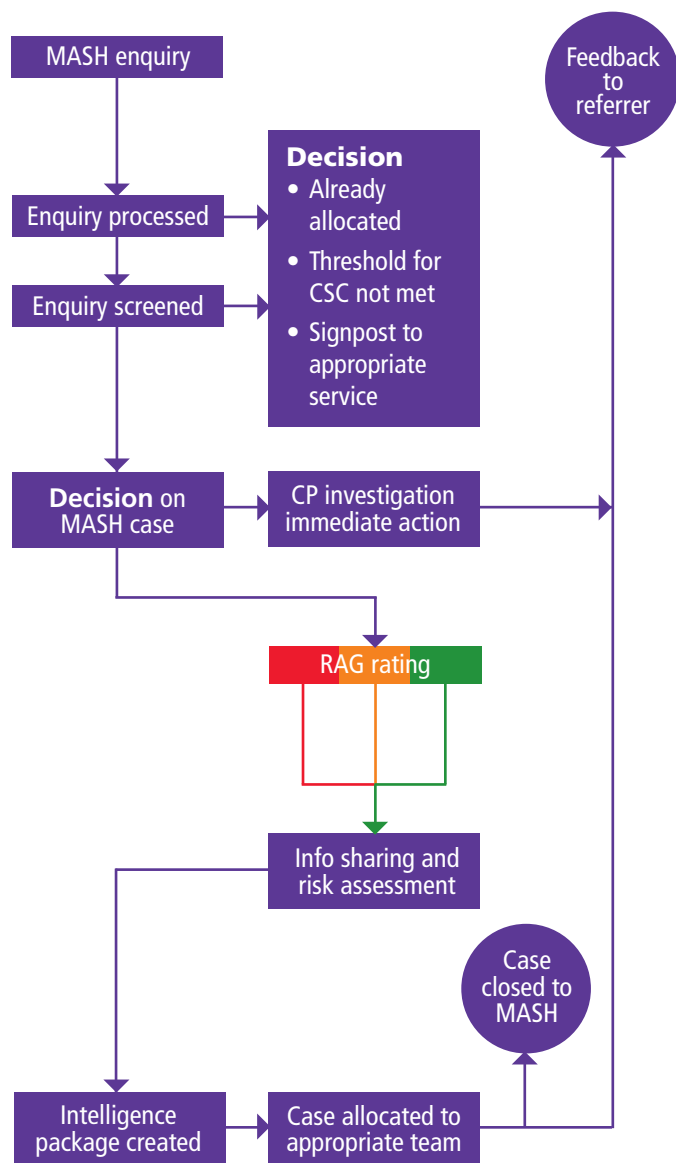 MASH enquiry
Feedback
to
referrer
Enquiry processed
Decision
• Already
allocated
• Threshold for
CSC not met
• Signpost to
appropriate
service
Enquiry screened
Decision on
MASH case
CP investigation
immediate action
RAG rating
Info sharing and
risk assessment
Case
closed to
MASH
Intelligence
package created
Case allocated to
appropriate team